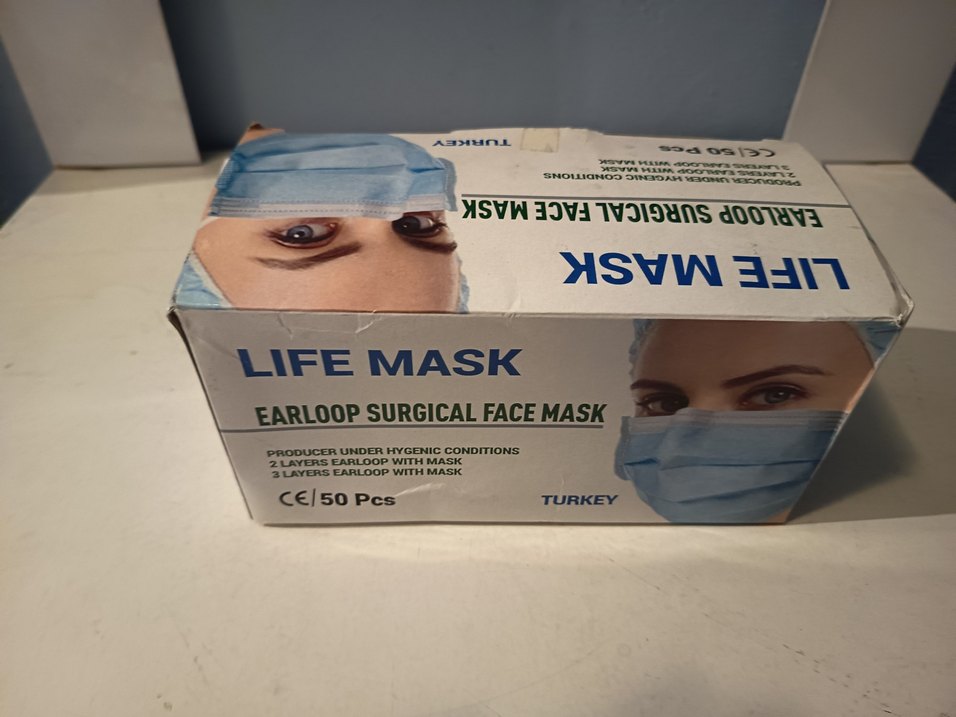 TURKEY
CE/50 Pcs
3 LAYERS EARLOOP WITH MASK
2 LAYERS EARLOOP WITH MASK
PRODUCER UNDER HYGENIC CONDITIONS
EARLOOP SURGICAL FACE MASK
LIFE MASK
LIFE MASK
EARLOOP SURGICAL FACE MASK
PRODUCER UNDER HYGENIC CONDITIONS
2 LAYERS EARLOOP WITH MASK
3 LAYERS EARLOOP WITH MASK
CE/50 Pcs
TURKEY